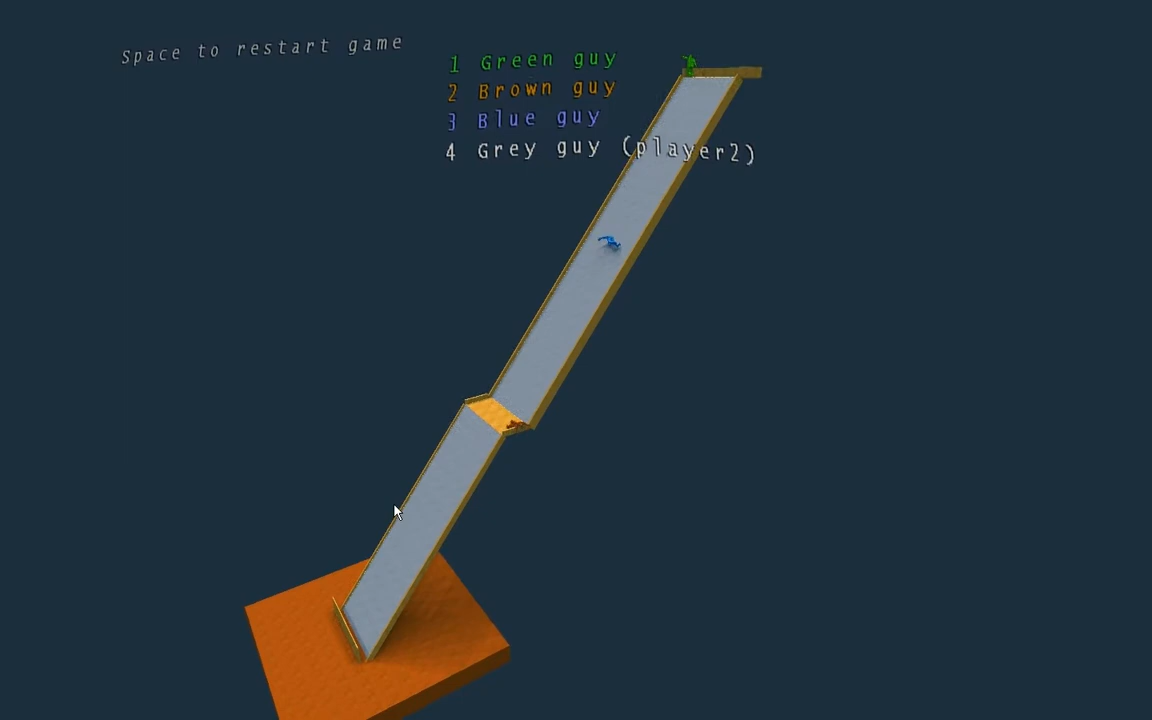 Space to restart game
1 Green guy
2 Brown guy
3 Blue guy
4 Grey guy (player2)